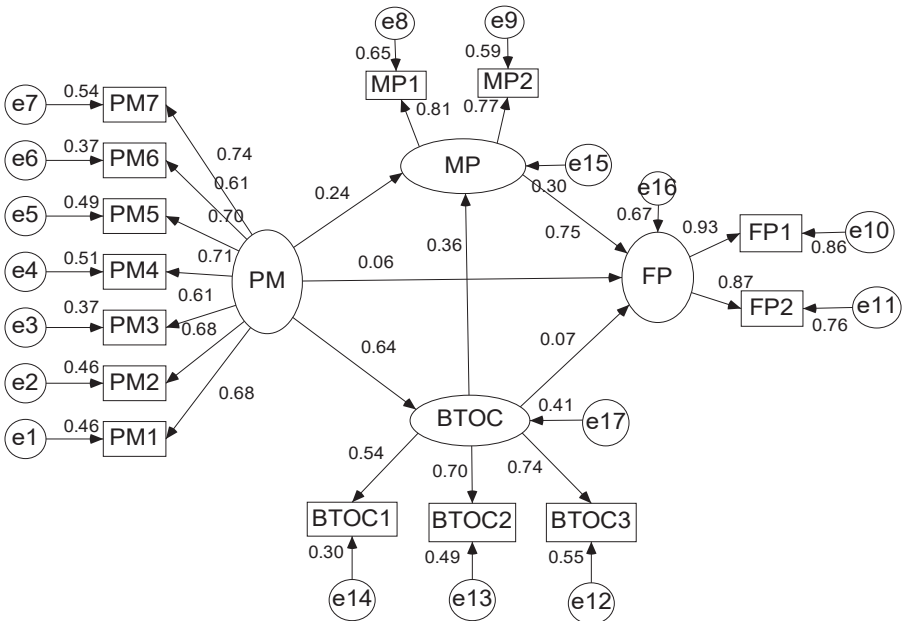 e8
e9
0.65
0.59
MP1
MP2
e7
0.54
PM7
0.81
0.77
e6
0.37
PM6
0.74
MP
e15
0.61
0.24
0.30
e16
e5
0.49
PM5
0.70
0.67
0.93
FP1
e10
0.75
0.86
0.71
0.36
e4
0.51
PM4
PM
0.06
FP
0.87
FP2
e11
0.61
0.76
e3
0.37
PM3
0.68
0.64
0.07
e2
0.46
PM2
0.68
0.41
e1
0.46
PM1
BTOC
e17
0.54
0.70
0.74
BTOC1
BTOC2
BTOC3
0.30
0.49
0.55
e14
e13
e12